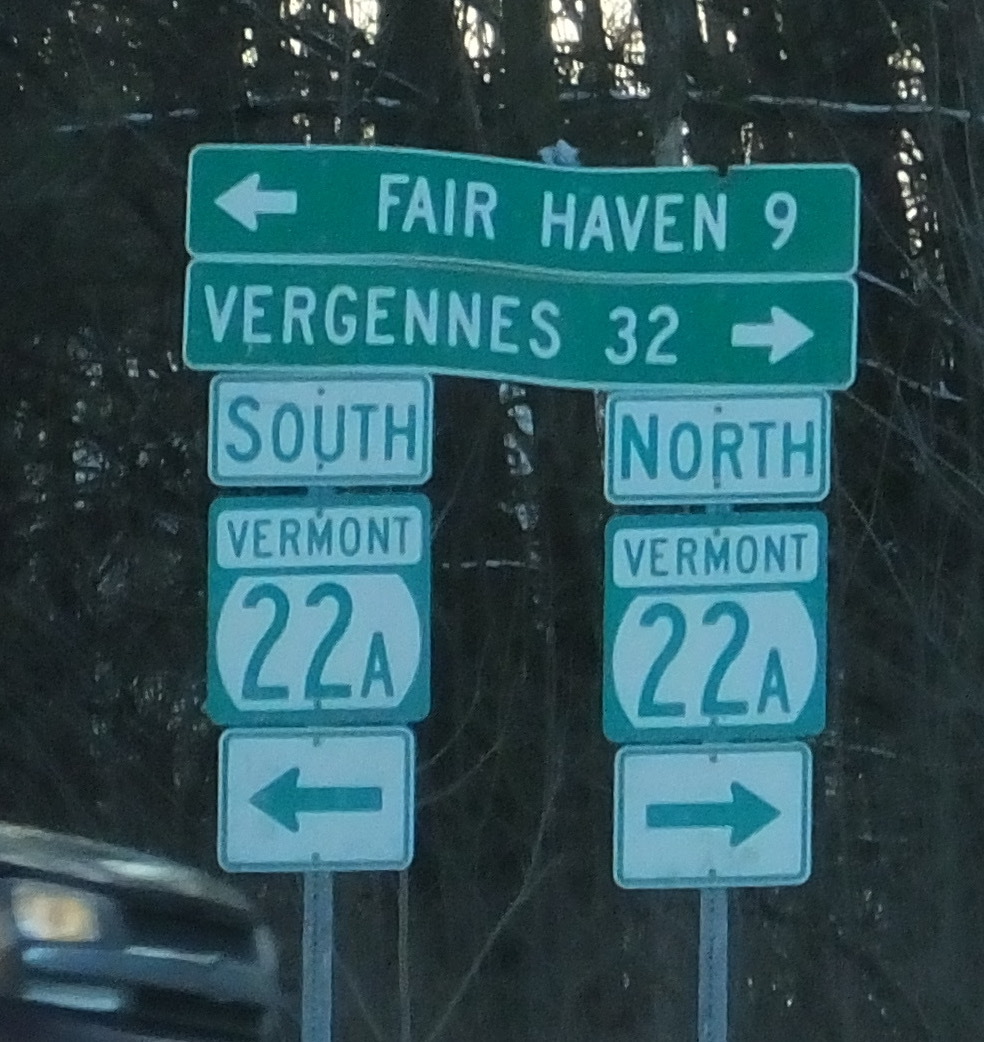 FAIR HAVEN 9
VERGENNES 32
SOUTH
VERMONT
22A
NORTH
VERMONT
22A